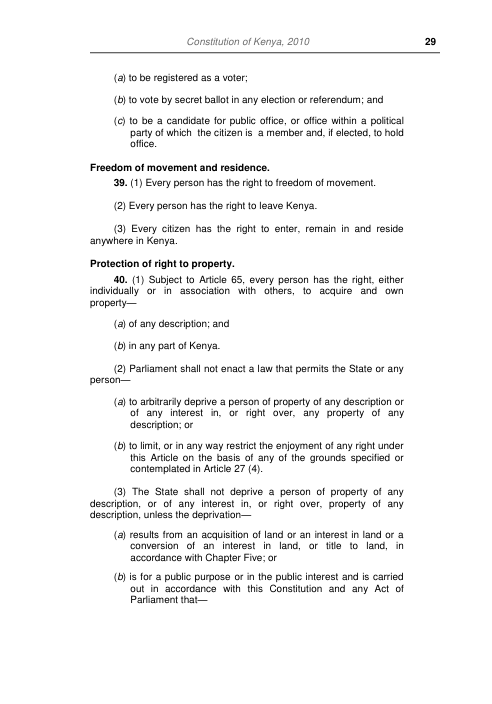 Constitution of Kenya, 2010 29
(a) to be registered as a voter;
(b) to vote by secret ballot in any election or referendum; and
(c) to be a candidate for public office, or office within a political
party of which the citizen is a member and, if elected, to hold
office.
Freedom of movement and residence.
39. (1) Every person has the right to freedom of movement.
(2) Every person has the right to leave Kenya.
(3) Every citizen has the right to enter, remain in and reside
anywhere in Kenya.
Protection of right to property.
40. (1) Subject to Article 65, every person has the right, either
individually or in association with others, to acquire and own
property—
(a) of any description; and
(b) in any part of Kenya.
(2) Parliament shall not enact a law that permits the State or any
person—
(a) to arbitrarily deprive a person of property of any description or
of any interest in, or right over, any property of any
description; or
(b) to limit, or in any way restrict the enjoyment of any right under
this Article on the basis of any of the grounds specified or
contemplated in Article 27 (4).
(3) The State shall not deprive a person of property of any
description, or of any interest in, or right over, property of any
description, unless the deprivation—
(a) results from an acquisition of land or an interest in land or a
conversion of an interest in land, or title to land, in
accordance with Chapter Five; or
(b) is for a public purpose or in the public interest and is carried
out in accordance with this Constitution and any Act of
Parliament that—